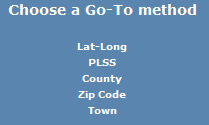 Choose a Go-To method
Lat-Long
PLSS
County
Zip Code
Town